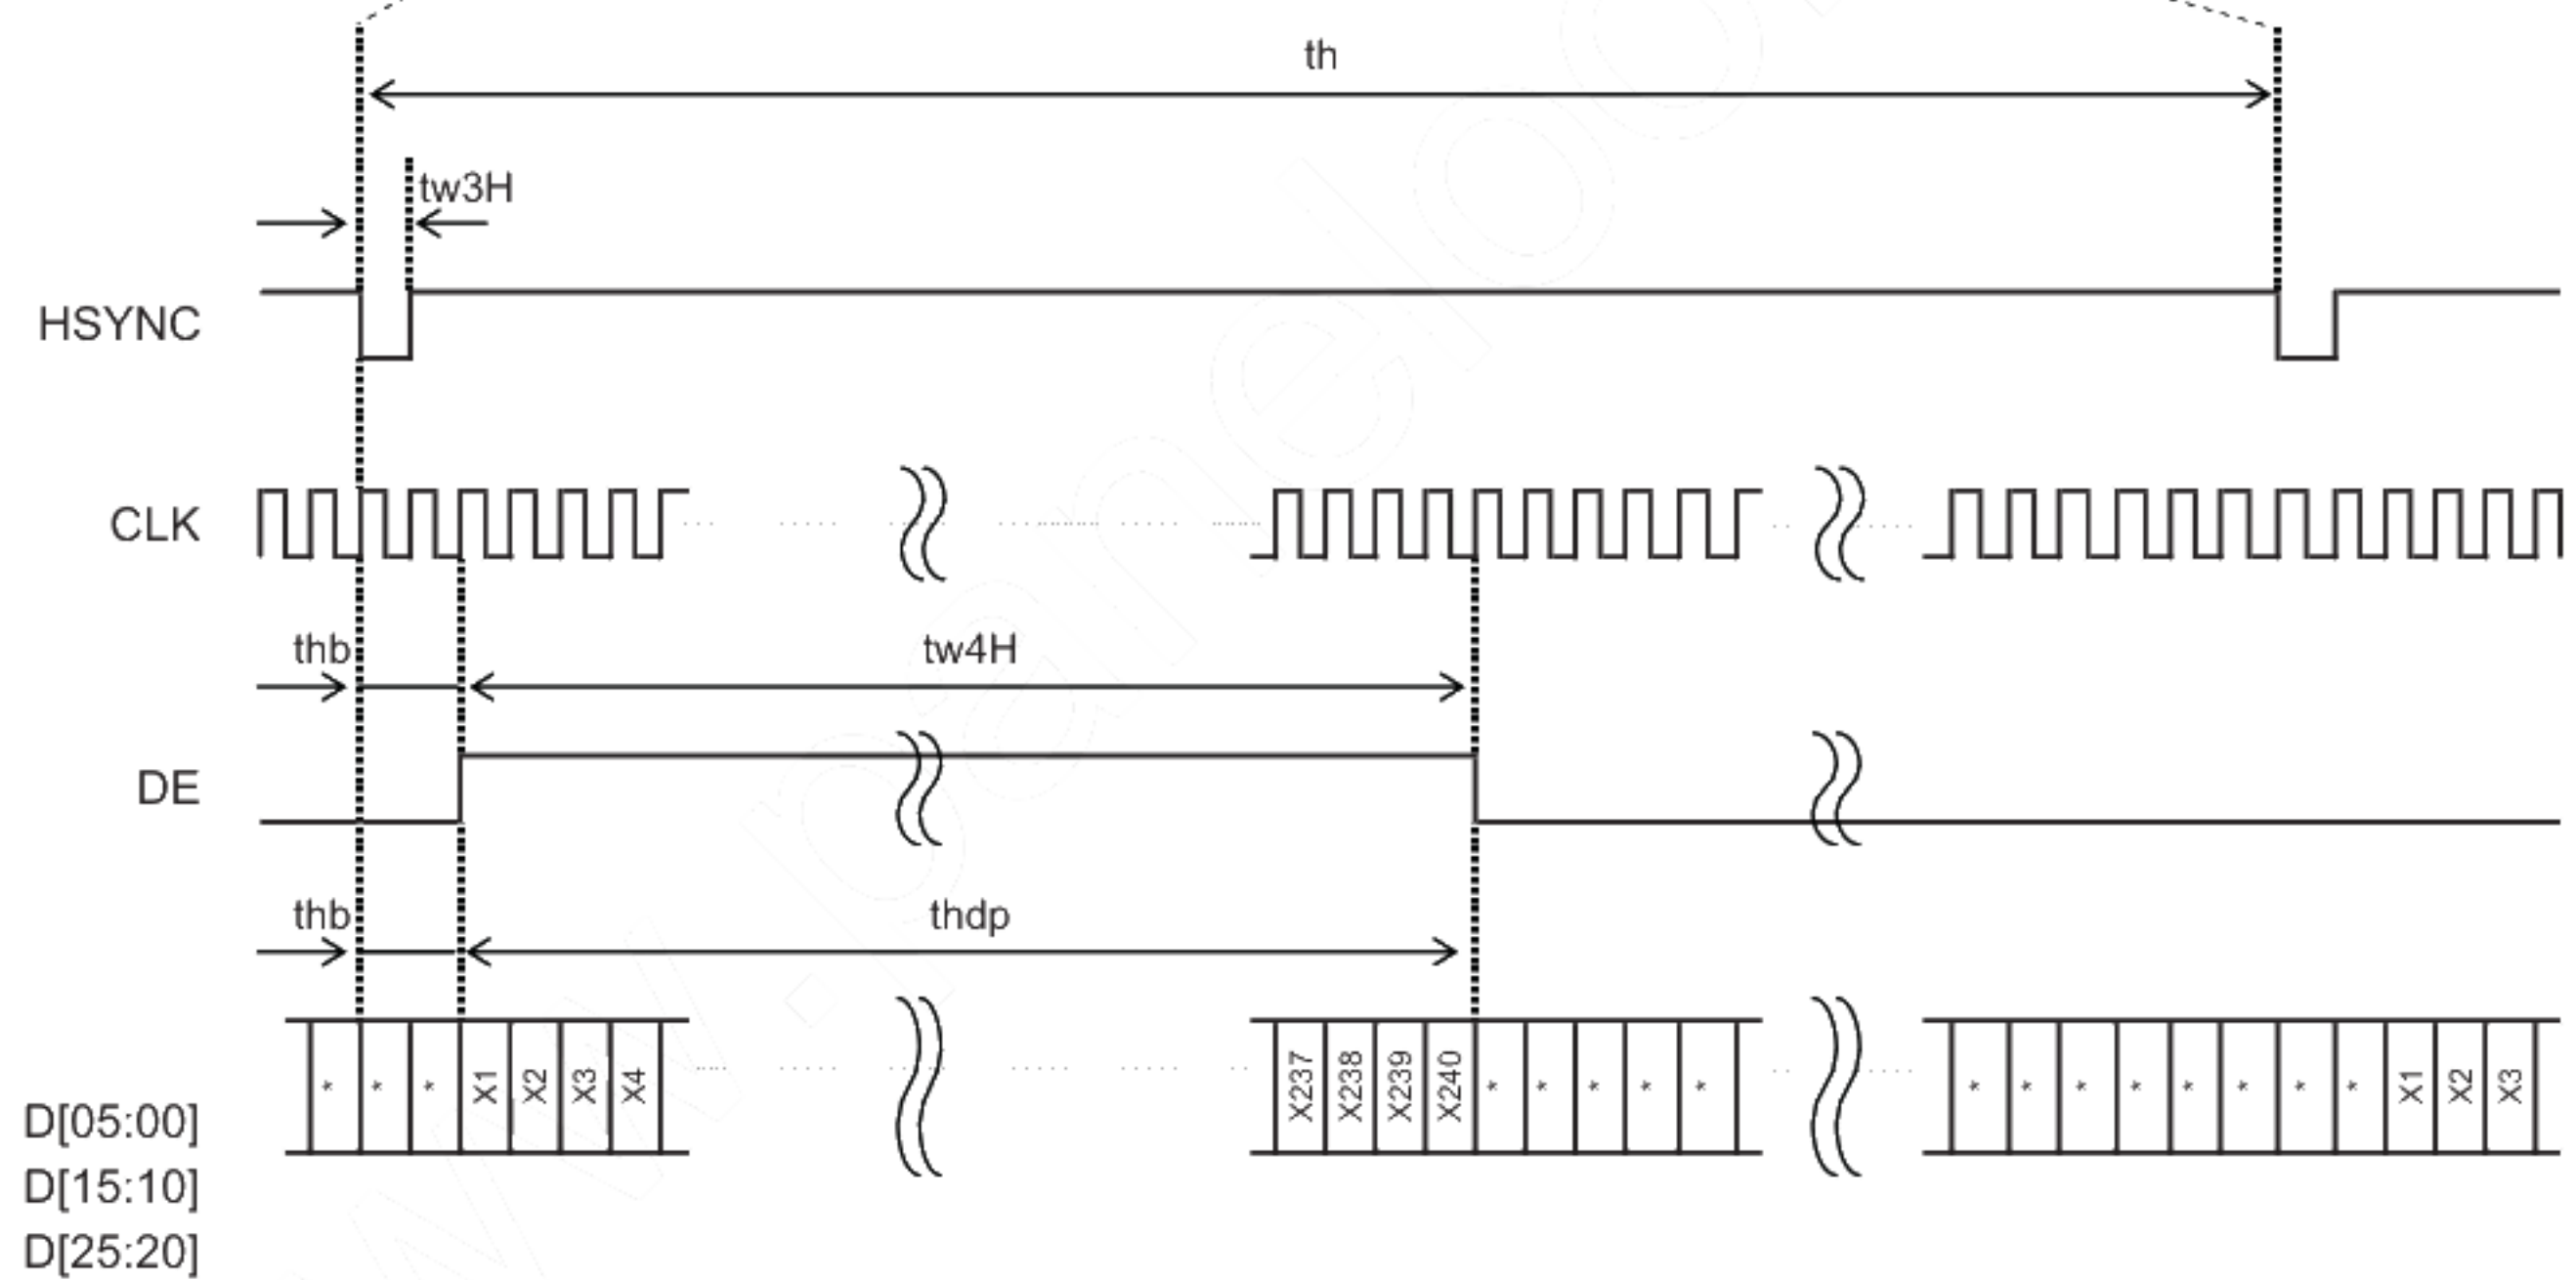 th
tw3H
HSYNC
CLK
thb
tw4H
DE
thb
thdp
* * * X1 X2 X3 X4 X237 X238 X239 X240 * * * * * * * * * * * * * X1 X2 X3
D[05:00]
D[15:10]
D[25:20]